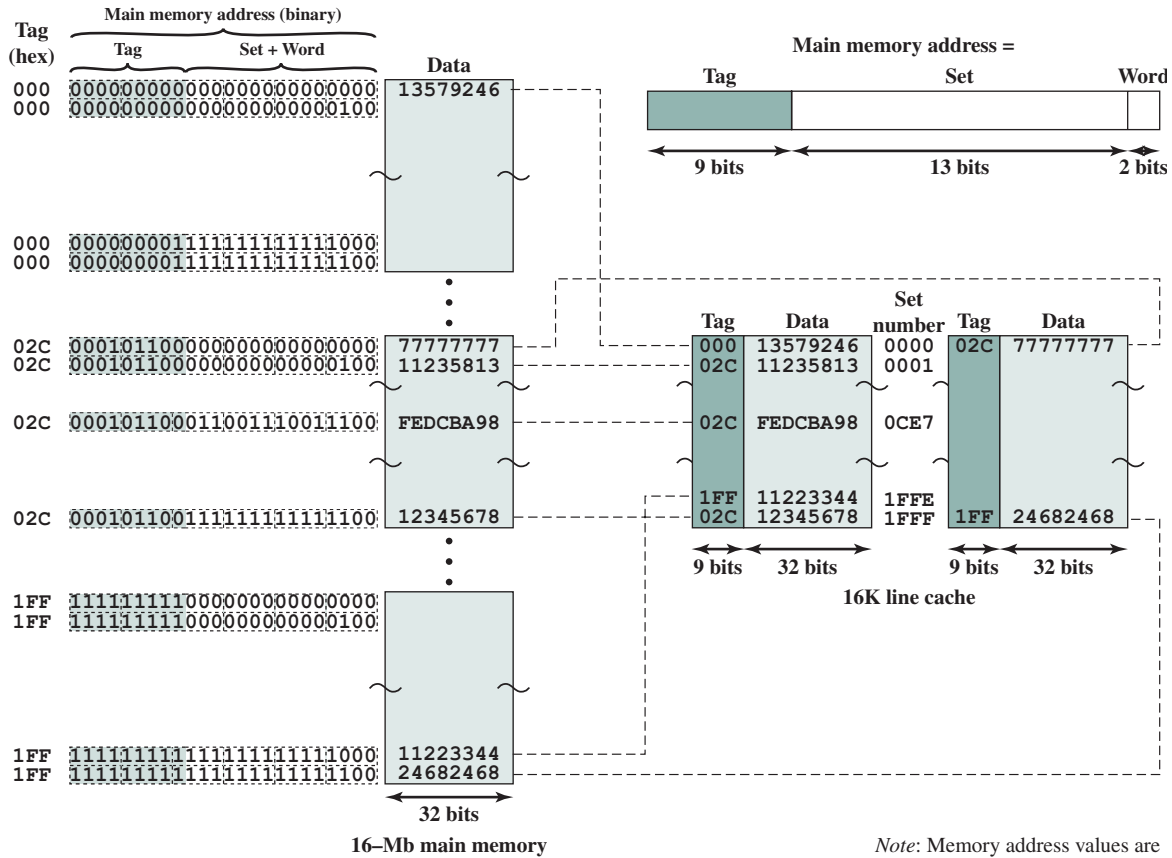 Main memory address (binary)
Tag
(hex)
Tag
Set + Word
Data
000 000000000000000000000000 13579246
000 000000000000000000000100
000 000000001111111111111000
000 000000001111111111111100
02C 000101100000000000000000 77777777
02C 000101100000000000000100 11235813
02C 000101100011001110011100 FEDCBA98
02C 000101100111111111111100 12345678
1FF 111111111000000000000000
1FF 111111111000000000000100
1FF 111111111111111111111000 11223344
1FF 111111111111111111111100 24682468
32 bits
16–Mb main memory
Main memory address =
Tag Set Word
9 bits 13 bits 2 bits
Tag Data Set number Tag Data
000 13579246 0000 02C 77777777
02C 11235813 0001
02C FEDCBA98 0CE7
1FF 11223344 1FFE
02C 12345678 1FFF 1FF 24682468
9 bits 32 bits 9 bits 32 bits
16K line cache
Note: Memory address values are